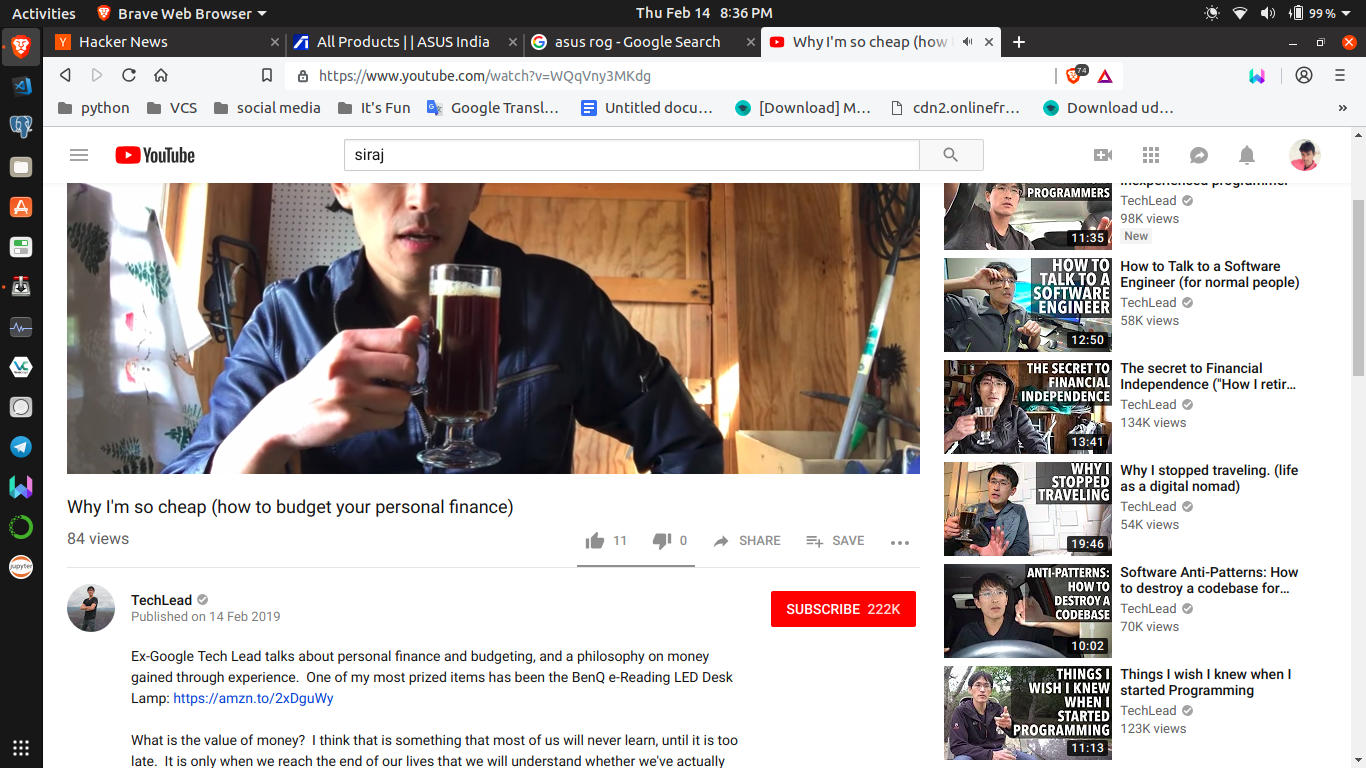 Activities
Brave Web Browser
Thu Feb 14 8:36 PM
99 %
Hacker News
All Products | | ASUS India
asus rog - Google Search
Why I'm so cheap (how
https://www.youtube.com/watch?v=WQqVny3MKdg
74
python
VCS
social media
It's Fun
Google Transl…
Untitled docu…
[Download] M…
cdn2.onlinefr…
Download ud…
»
YouTube
siraj
PROGRAMMERS
11:35
inexperienced programmer
TechLead
98K views
New
HOW TO
TALK TO A
SOFTWARE
ENGINEER
12:50
How to Talk to a Software
Engineer (for normal people)
TechLead
58K views
THE SECRET TO
FINANCIAL
INDEPENDENCE
13:41
The secret to Financial
Independence ("How I retir…
TechLead
134K views
WHY I
STOPPED
TRAVELING
19:46
Why I stopped traveling. (life
as a digital nomad)
TechLead
54K views
ANTI-PATTERNS:
HOW TO
DESTROY A
CODEBASE
10:02
Software Anti-Patterns: How
to destroy a codebase for…
TechLead
70K views
THINGS I
WISH I KNEW
WHEN I
STARTED
PROGRAMMING
11:13
Things I wish I knew when I
started Programming
TechLead
123K views
Why I'm so cheap (how to budget your personal finance)
84 views
11
0
SHARE
SAVE
TechLead
Published on 14 Feb 2019
SUBSCRIBE 222K
Ex-Google Tech Lead talks about personal finance and budgeting, and a philosophy on money
gained through experience. One of my most prized items has been the BenQ e-Reading LED Desk
Lamp: https://amzn.to/2xDguWy
What is the value of money? I think that is something that most of us will never learn, until it is too
late. It is only when we reach the end of our lives that we will understand whether we've actually
jupyter